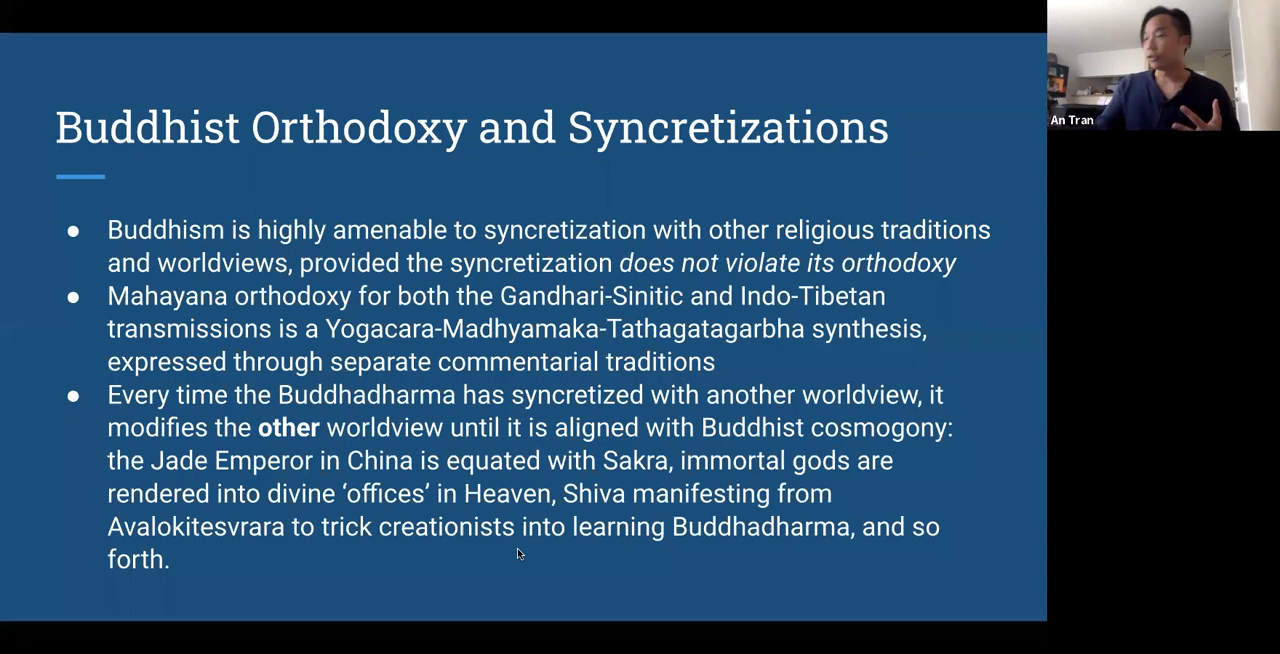 Buddhist Orthodoxy and Syncretizations
● Buddhism is highly amenable to syncretization with other religious traditions
and worldviews, provided the syncretization does not violate its orthodoxy
● Mahayana orthodoxy for both the Gandhari-Sinitic and Indo-Tibetan
transmissions is a Yogacara-Madhyamaka-Tathagatagarbha synthesis,
expressed through separate commentarial traditions
● Every time the Buddhadharma has syncretized with another worldview, it
modifies the other worldview until it is aligned with Buddhist cosmogony:
the Jade Emperor in China is equated with Sakra, immortal gods are
rendered into divine ‘offices’ in Heaven, Shiva manifesting from
Avalokitesvrara to trick creationists into learning Buddhadharma, and so
forth.
An Tran